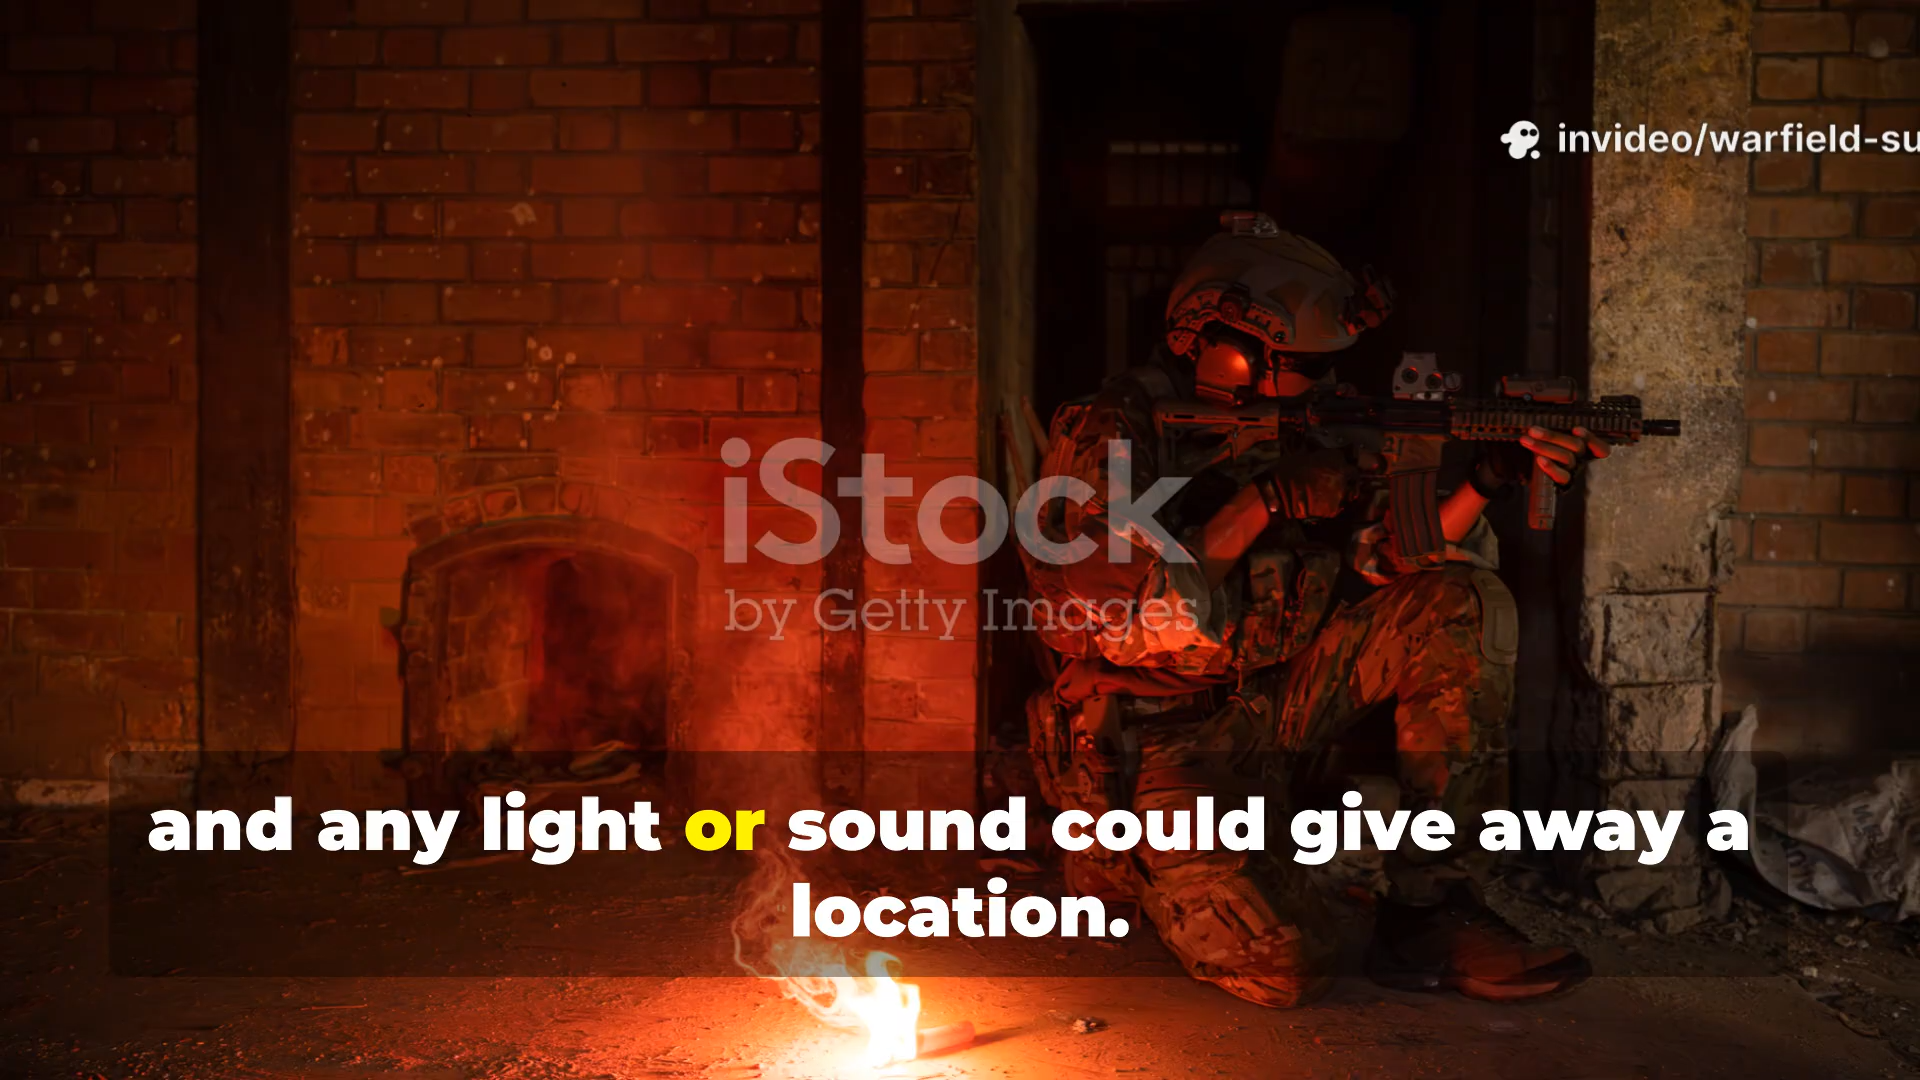 invideo/warfield-su
iStock
by Getty Images
and any light or sound could give away a
location.